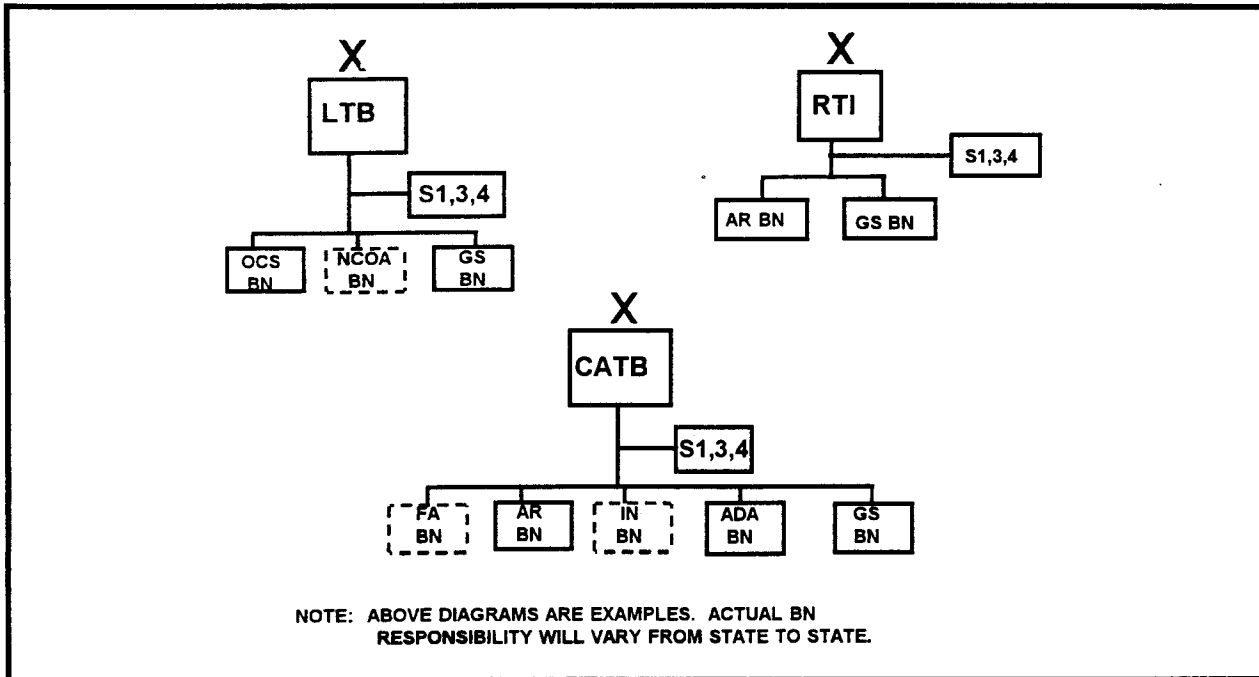 X
LTB
S1,3,4
OCS
BN
NCOA
BN
GS
BN
X
RTI
S1,3,4
AR BN
GS BN
X
CATB
S1,3,4
FA
BN
AR
BN
IN
BN
ADA
BN
GS
BN
NOTE: ABOVE DIAGRAMS ARE EXAMPLES. ACTUAL BN
RESPONSIBILITY WILL VARY FROM STATE TO STATE.